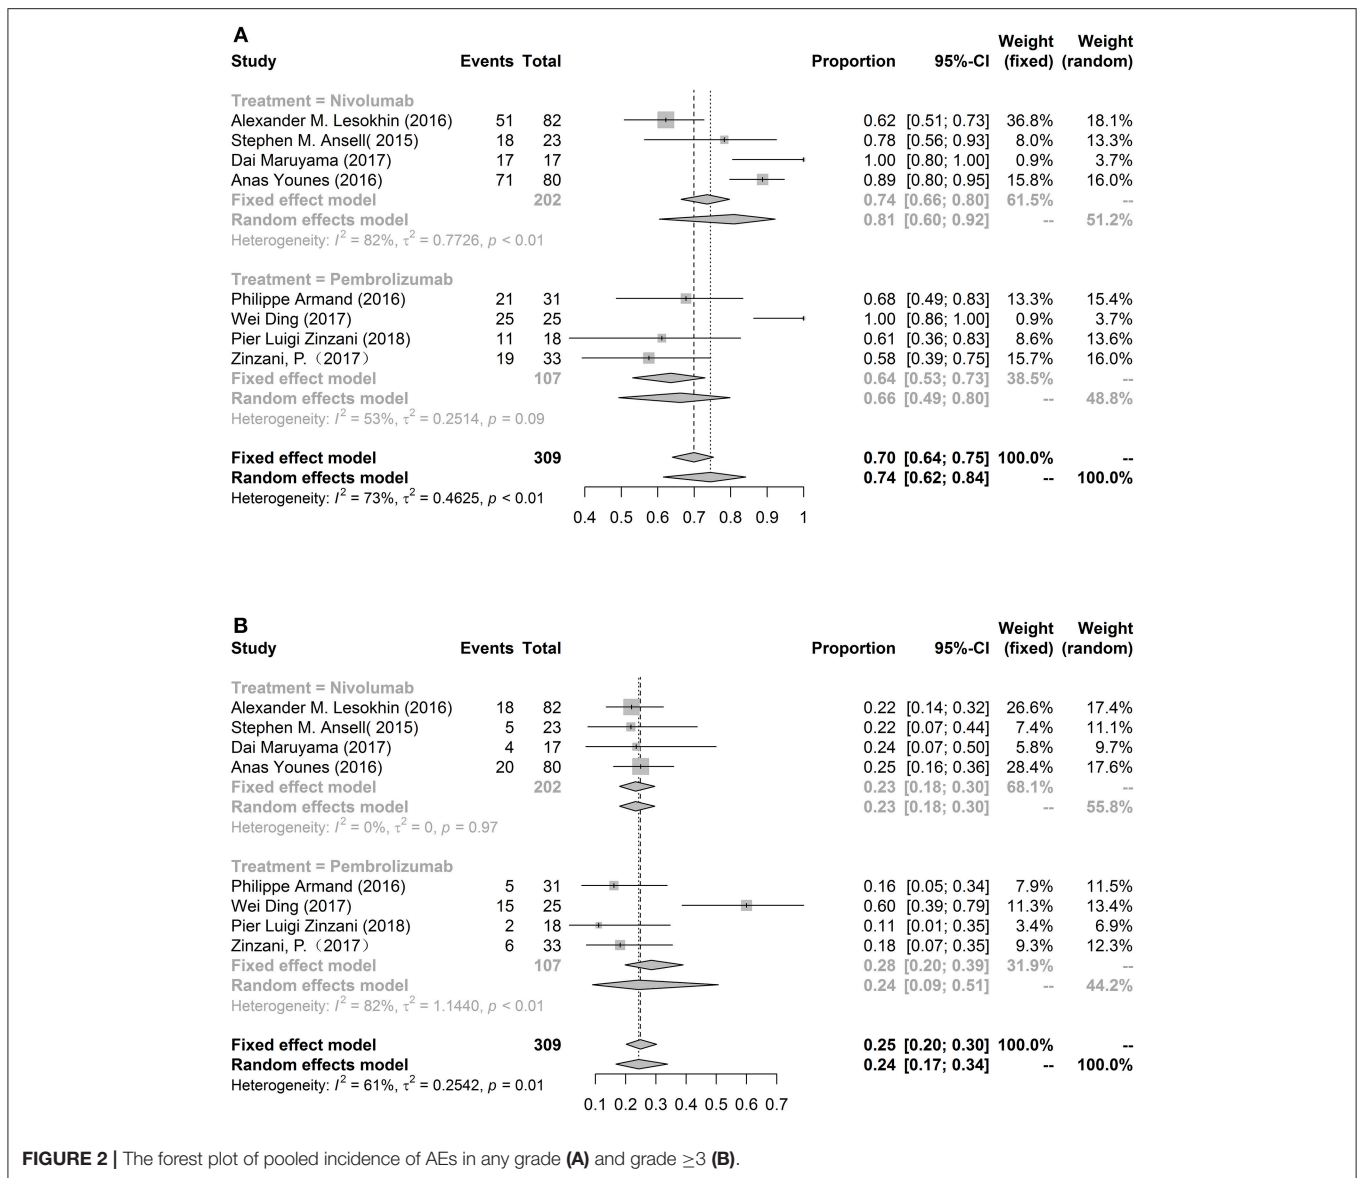 A
Weight Weight
Study Events Total Proportion 95%-CI (fixed) (random)
Treatment = Nivolumab
Alexander M. Lesokhin (2016) 51 82 0.62 [0.51; 0.73] 36.8% 18.1%
Stephen M. Ansell( 2015) 18 23 0.78 [0.56; 0.93] 8.0% 13.3%
Dai Maruyama (2017) 17 17 1.00 [0.80; 1.00] 0.9% 3.7%
Anas Younes (2016) 71 80 0.89 [0.80; 0.95] 15.8% 16.0%
Fixed effect model 202 0.74 [0.66; 0.80] 61.5% --
Random effects model 0.81 [0.60; 0.92] -- 51.2%
Heterogeneity: I² = 82%, τ² = 0.7726, p < 0.01
Treatment = Pembrolizumab
Philippe Armand (2016) 21 31 0.68 [0.49; 0.83] 13.3% 15.4%
Wei Ding (2017) 25 25 1.00 [0.86; 1.00] 0.9% 3.7%
Pier Luigi Zinzani (2018) 11 18 0.61 [0.36; 0.83] 8.6% 13.6%
Zinzani, P.（2017） 19 33 0.58 [0.39; 0.75] 15.7% 16.0%
Fixed effect model 107 0.64 [0.53; 0.73] 38.5% --
Random effects model 0.66 [0.49; 0.80] -- 48.8%
Heterogeneity: I² = 53%, τ² = 0.2514, p = 0.09
Fixed effect model 309 0.70 [0.64; 0.75] 100.0% --
Random effects model 0.74 [0.62; 0.84] -- 100.0%
Heterogeneity: I² = 73%, τ² = 0.4625, p < 0.01
0.4 0.5 0.6 0.7 0.8 0.9 1
B
Weight Weight
Study Events Total Proportion 95%-CI (fixed) (random)
Treatment = Nivolumab
Alexander M. Lesokhin (2016) 18 82 0.22 [0.14; 0.32] 26.6% 17.4%
Stephen M. Ansell( 2015) 5 23 0.22 [0.07; 0.44] 7.4% 11.1%
Dai Maruyama (2017) 4 17 0.24 [0.07; 0.50] 5.8% 9.7%
Anas Younes (2016) 20 80 0.25 [0.16; 0.36] 28.4% 17.6%
Fixed effect model 202 0.23 [0.18; 0.30] 68.1% --
Random effects model 0.23 [0.18; 0.30] -- 55.8%
Heterogeneity: I² = 0%, τ² = 0, p = 0.97
Treatment = Pembrolizumab
Philippe Armand (2016) 5 31 0.16 [0.05; 0.34] 7.9% 11.5%
Wei Ding (2017) 15 25 0.60 [0.39; 0.79] 11.3% 13.4%
Pier Luigi Zinzani (2018) 2 18 0.11 [0.01; 0.35] 3.4% 6.9%
Zinzani, P.（2017） 6 33 0.18 [0.07; 0.35] 9.3% 12.3%
Fixed effect model 107 0.28 [0.20; 0.39] 31.9% --
Random effects model 0.24 [0.09; 0.51] -- 44.2%
Heterogeneity: I² = 82%, τ² = 1.1440, p < 0.01
Fixed effect model 309 0.25 [0.20; 0.30] 100.0% --
Random effects model 0.24 [0.17; 0.34] -- 100.0%
Heterogeneity: I² = 61%, τ² = 0.2542, p = 0.01
0.1 0.2 0.3 0.4 0.5 0.6 0.7
FIGURE 2 | The forest plot of pooled incidence of AEs in any grade (A) and grade ≥3 (B).